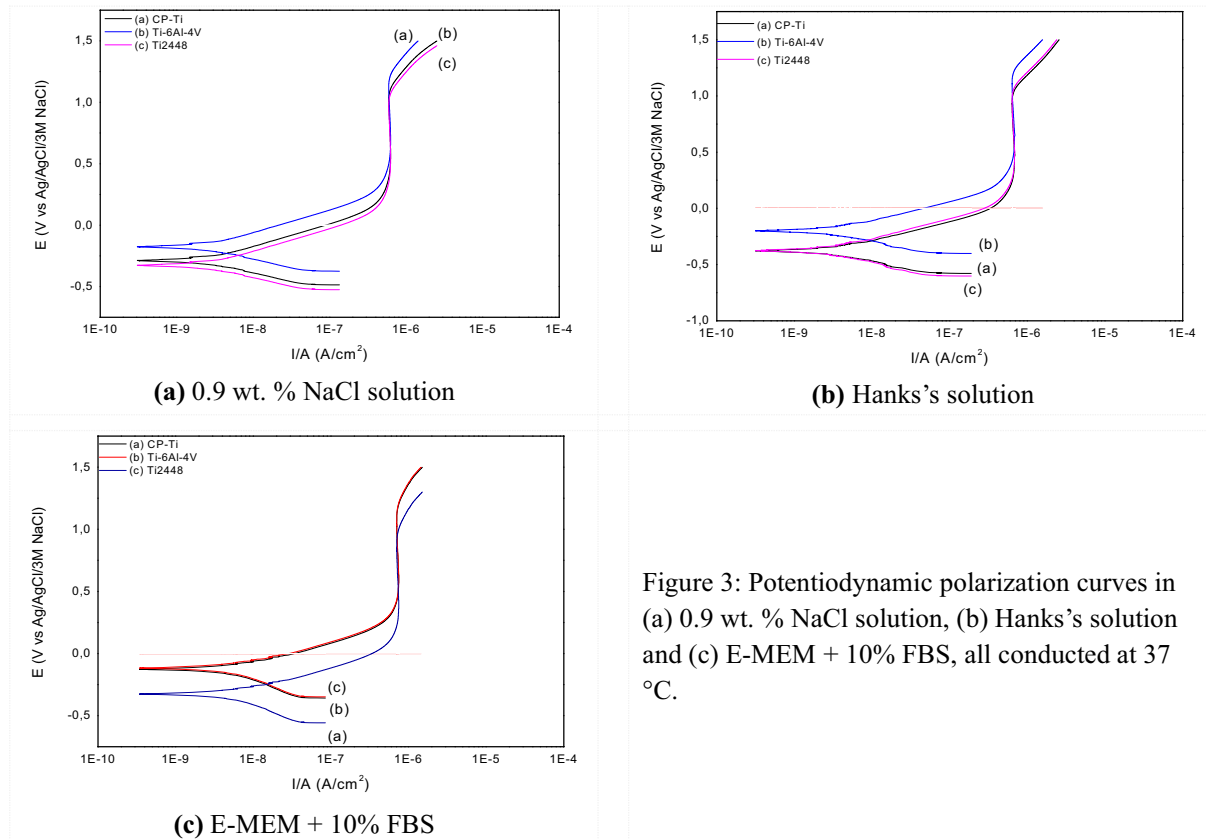 (a) CP-Ti
(b) Ti-6Al-4V
(c) Ti2448
(a)
(b)
(c)
1,5
1,0
0,5
0,0
-0,5
E (V vs Ag/AgCl/3M NaCl)
1E-10 1E-9 1E-8 1E-7 1E-6 1E-5 1E-4
I/A (A/cm²)
(a) 0.9 wt. % NaCl solution
(a) CP-Ti
(b) Ti-6Al-4V
(c) Ti2448
1,5
1,0
0,5
0,0
-0,5
-1,0
E (V vs Ag/AgCl/3M NaCl)
(b)
(a)
(c)
1E-10 1E-9 1E-8 1E-7 1E-6 1E-5 1E-4
I/A (A/cm²)
(b) Hanks’s solution
(a) CP-Ti
(b) Ti-6Al-4V
(c) Ti2448
1,5
1,0
0,5
0,0
-0,5
E (V vs Ag/AgCl/3M NaCl)
(c)
(b)
(a)
1E-10 1E-9 1E-8 1E-7 1E-6 1E-5 1E-4
I/A (A/cm²)
(c) E-MEM + 10% FBS
Figure 3: Potentiodynamic polarization curves in
(a) 0.9 wt. % NaCl solution, (b) Hanks’s solution
and (c) E-MEM + 10% FBS, all conducted at 37
°C.